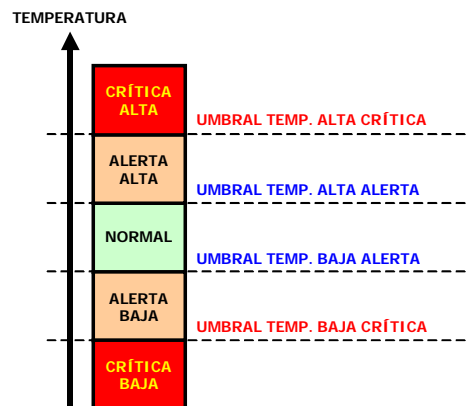 TEMPERATURA
CRÍTICA
ALTA
UMBRAL TEMP. ALTA CRÍTICA
ALERTA
ALTA
UMBRAL TEMP. ALTA ALERTA
NORMAL
UMBRAL TEMP. BAJA ALERTA
ALERTA
BAJA
UMBRAL TEMP. BAJA CRÍTICA
CRÍTICA
BAJA